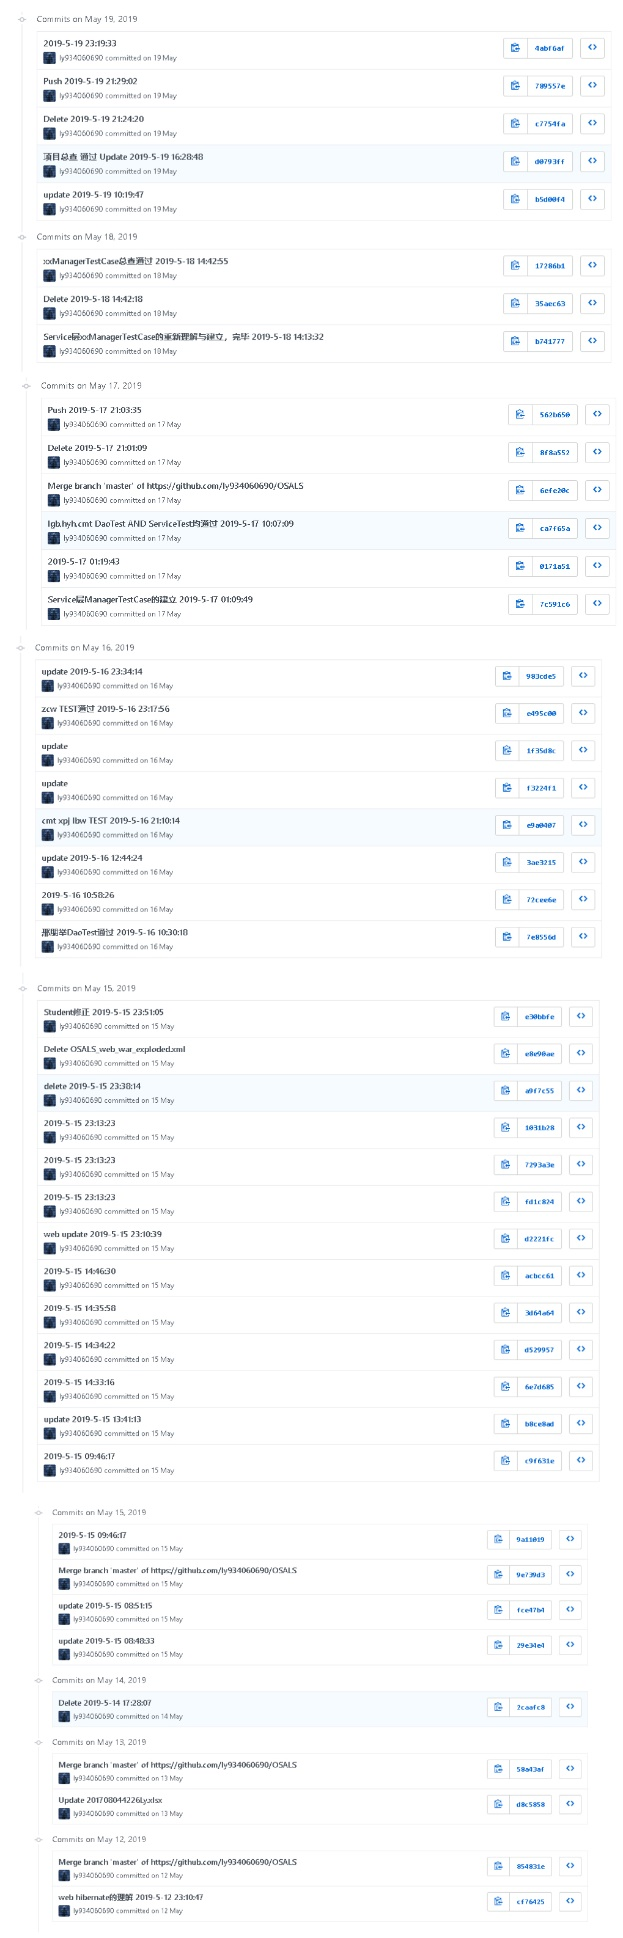 Commits on May 19, 2019
2019-5-19 23:19:33
ly934060690 committed on 19 May
4abf6af
Push 2019-5-19 21:29:02
ly934060690 committed on 19 May
789557e
Delete 2019-5-19 21:24:20
ly934060690 committed on 19 May
c7754fa
项目总查 通过 Update 2019-5-19 16:28:48
ly934060690 committed on 19 May
d0793ff
update 2019-5-19 10:19:47
ly934060690 committed on 19 May
b5d00f4
Commits on May 18, 2019
xxManagerTestCase总查通过 2019-5-18 14:42:55
ly934060690 committed on 18 May
17286b1
Delete 2019-5-18 14:42:18
ly934060690 committed on 18 May
35aec63
Service层xxManagerTestCase的重新理解与建立，完毕 2019-5-18 14:13:32
ly934060690 committed on 18 May
b741777
Commits on May 17, 2019
Push 2019-5-17 21:03:35
ly934060690 committed on 17 May
562b650
Delete 2019-5-17 21:01:09
ly934060690 committed on 17 May
8f8a552
Merge branch 'master' of https://github.com/ly934060690/OSALS
ly934060690 committed on 17 May
6efe20c
lgb.hyh.cmt DaoTest AND ServiceTest均通过 2019-5-17 10:07:09
ly934060690 committed on 17 May
ca7f65a
2019-5-17 01:19:43
ly934060690 committed on 17 May
0171a51
Service层ManagerTestCase的建立 2019-5-17 01:09:49
ly934060690 committed on 17 May
7c591c6
Commits on May 16, 2019
update 2019-5-16 23:34:14
ly934060690 committed on 16 May
983cde5
zcw TEST通过 2019-5-16 23:17:56
ly934060690 committed on 16 May
e495c00
update
ly934060690 committed on 16 May
1f35d8c
update
ly934060690 committed on 16 May
f3224f1
cmt xpj lbw TEST 2019-5-16 21:10:14
ly934060690 committed on 16 May
e9a0407
update 2019-5-16 12:44:24
ly934060690 committed on 16 May
3ae3215
2019-5-16 10:58:26
ly934060690 committed on 16 May
72cee6e
DaoTest通过 2019-5-16 10:30:18
ly934060690 committed on 16 May
7e8556d
Commits on May 15, 2019
Student修正 2019-5-15 23:51:05
ly934060690 committed on 15 May
e30bbfe
Delete OSALS_web_war_exploded.xml
ly934060690 committed on 15 May
e8e90ae
delete 2019-5-15 23:38:14
ly934060690 committed on 15 May
a9f7c55
2019-5-15 23:13:23
ly934060690 committed on 15 May
1031b28
2019-5-15 23:13:23
ly934060690 committed on 15 May
7293a3e
2019-5-15 23:13:23
ly934060690 committed on 15 May
fd1c824
web update 2019-5-15 23:10:39
ly934060690 committed on 15 May
d2221fc
2019-5-15 14:46:30
ly934060690 committed on 15 May
acbcc61
2019-5-15 14:35:58
ly934060690 committed on 15 May
3d64a64
2019-5-15 14:34:22
ly934060690 committed on 15 May
d529957
2019-5-15 14:33:16
ly934060690 committed on 15 May
6e7d685
update 2019-5-15 13:41:13
ly934060690 committed on 15 May
b8ce8ad
2019-5-15 09:46:17
ly934060690 committed on 15 May
c9f631e
Commits on May 15, 2019
2019-5-15 09:46:17
ly934060690 committed on 15 May
9a11019
Merge branch 'master' of https://github.com/ly934060690/OSALS
ly934060690 committed on 15 May
9e739d3
update 2019-5-15 08:51:15
ly934060690 committed on 15 May
fce47b4
update 2019-5-15 08:48:33
ly934060690 committed on 15 May
29e34e4
Commits on May 14, 2019
Delete 2019-5-14 17:28:07
ly934060690 committed on 14 May
2caafc8
Commits on May 13, 2019
Merge branch 'master' of https://github.com/ly934060690/OSALS
ly934060690 committed on 13 May
58a43af
Update 201708044226Ly.xlsx
ly934060690 committed on 13 May
d8c5858
Commits on May 12, 2019
Merge branch 'master' of https://github.com/ly934060690/OSALS
ly934060690 committed on 12 May
854831e
web hibernate的理解 2019-5-12 23:10:47
ly934060690 committed on 12 May
cf76425